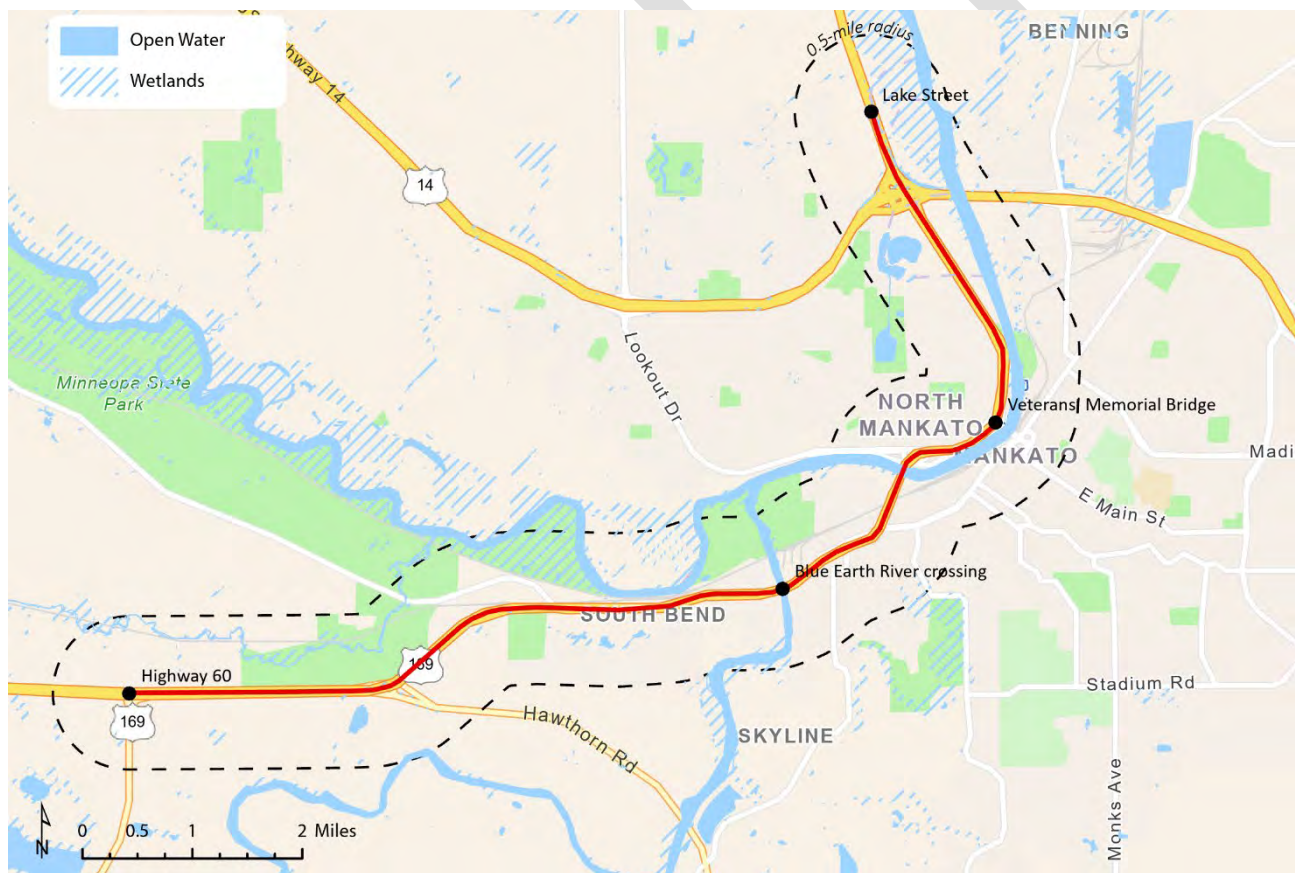 Open Water
Wetlands
0.5-mile radius
BENNING
Highway 14
Lake Street
14
Lookout Dr
Minneopa State
Park
NORTH
MANKATO
Veterans Memorial Bridge
MANKATO
Madi
E Main St
Blue Earth River crossing
SOUTH BEND
169
Highway 60
169
Stadium Rd
Hawthorn Rd
SKYLINE
Monks Ave
N
0 0.5 1 2 Miles